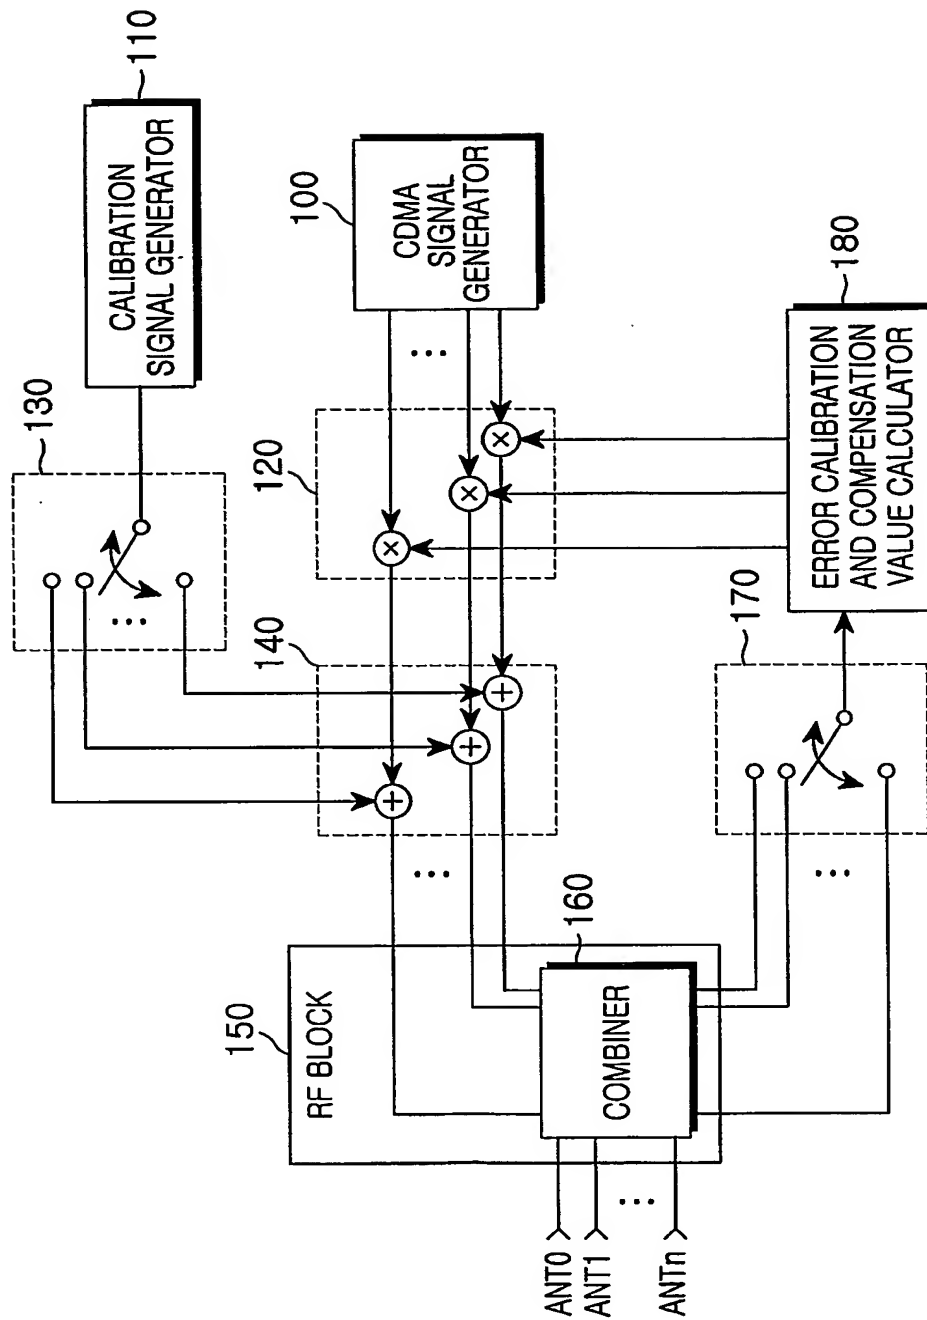 110
CALIBRATION
SIGNAL GENERATOR
130
100
CDMA
SIGNAL
GENERATOR
120
140
180
ERROR CALIBRATION
AND COMPENSATION
VALUE CALCULATOR
170
...
...
...
...
150
RF BLOCK
160
COMBINER
ANT0
ANT1
...
ANTn